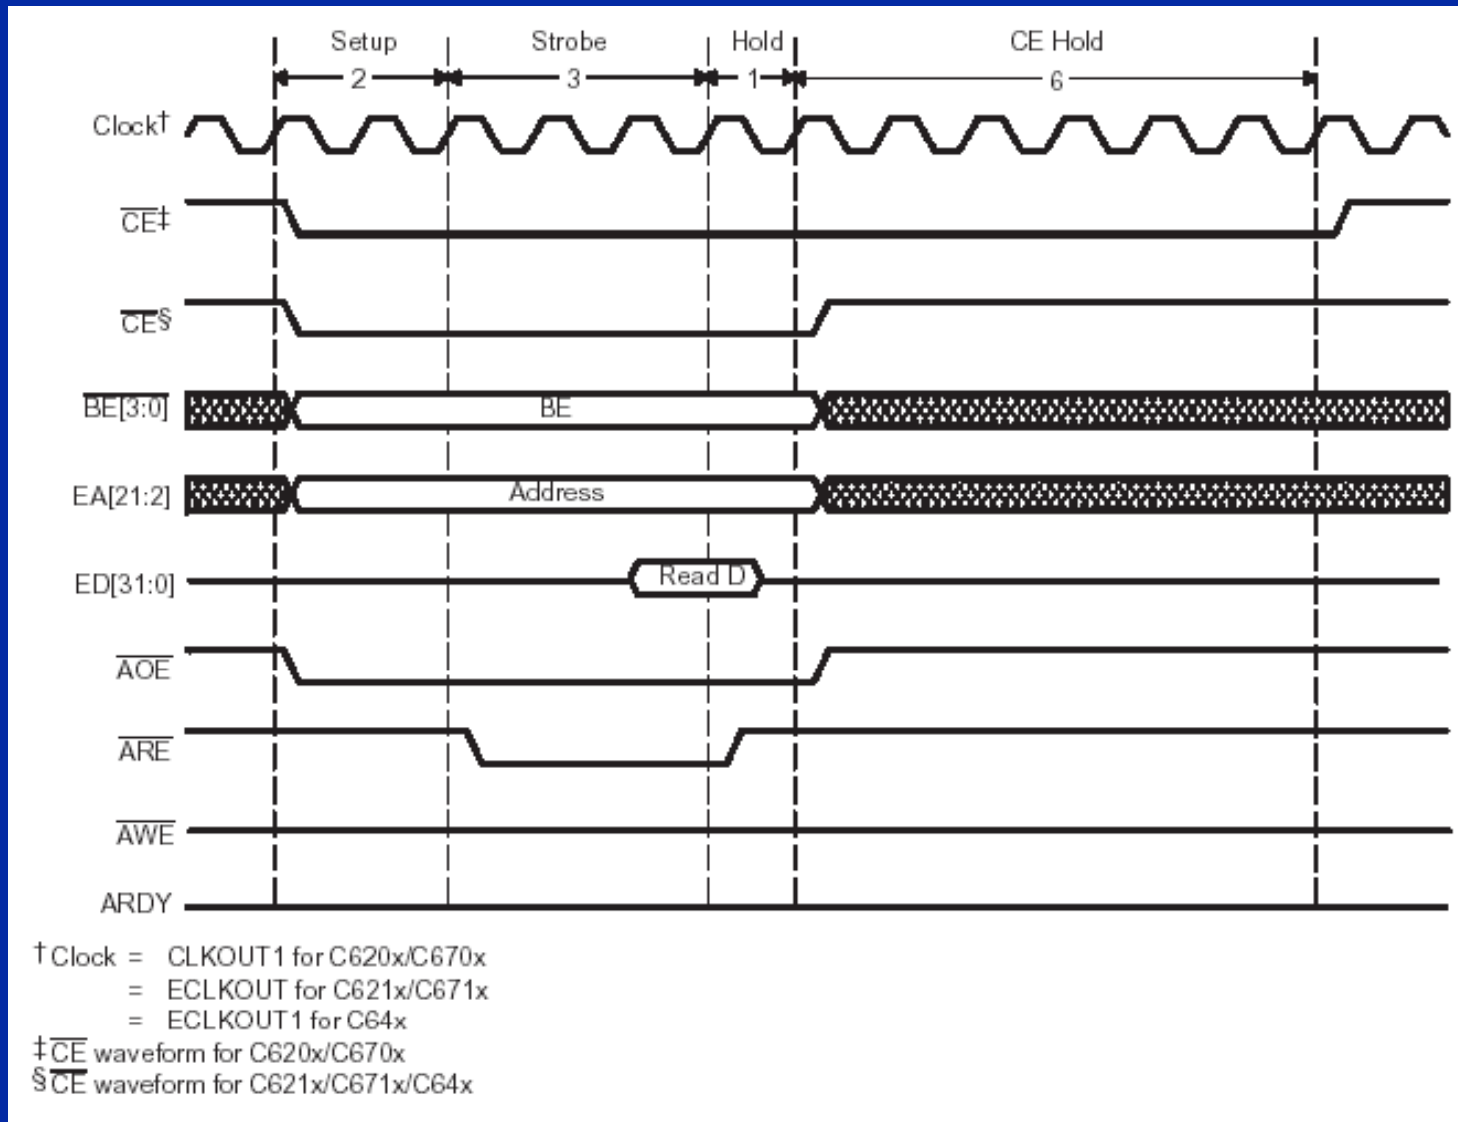 Setup Strobe Hold CE Hold
2 3 1 6
Clock†
CE‡
CE§
BE[3:0] BE
EA[21:2] Address
ED[31:0] Read D
AOE
ARE
AWE
ARDY
† Clock = CLKOUT1 for C620x/C670x
= ECLKOUT for C621x/C671x
= ECLKOUT1 for C64x
‡ CE waveform for C620x/C670x
§ CE waveform for C621x/C671x/C64x